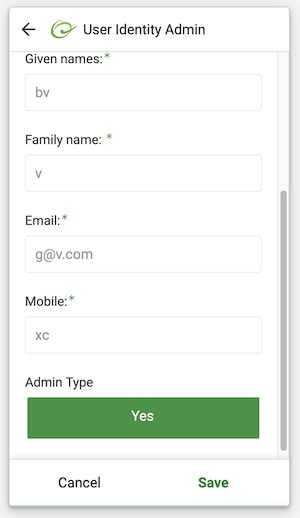 User Identity Admin
Given names:*
bv
Family name: *
v
Email:*
g@v.com
Mobile:*
xc
Admin Type
Yes
Cancel Save